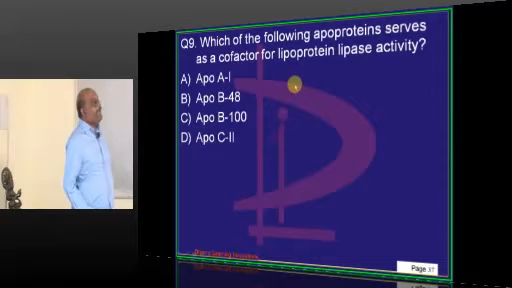 Q9. Which of the following apoproteins serves
as a cofactor for lipoprotein lipase activity?
A) Apo A-I
B) Apo B-48
C) Apo B-100
D) Apo C-II
Page 37